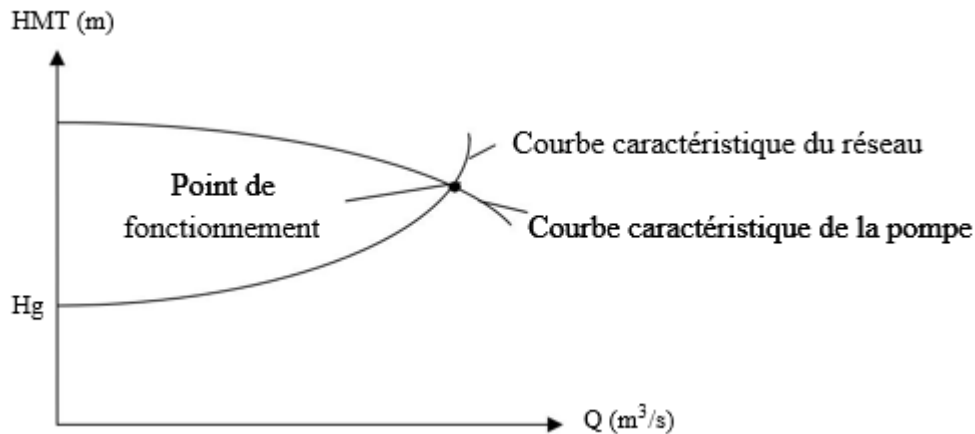 HMT (m)
Courbe caractéristique du réseau
Point de
fonctionnement
Courbe caractéristique de la pompe
Hg
Q (m³/s)